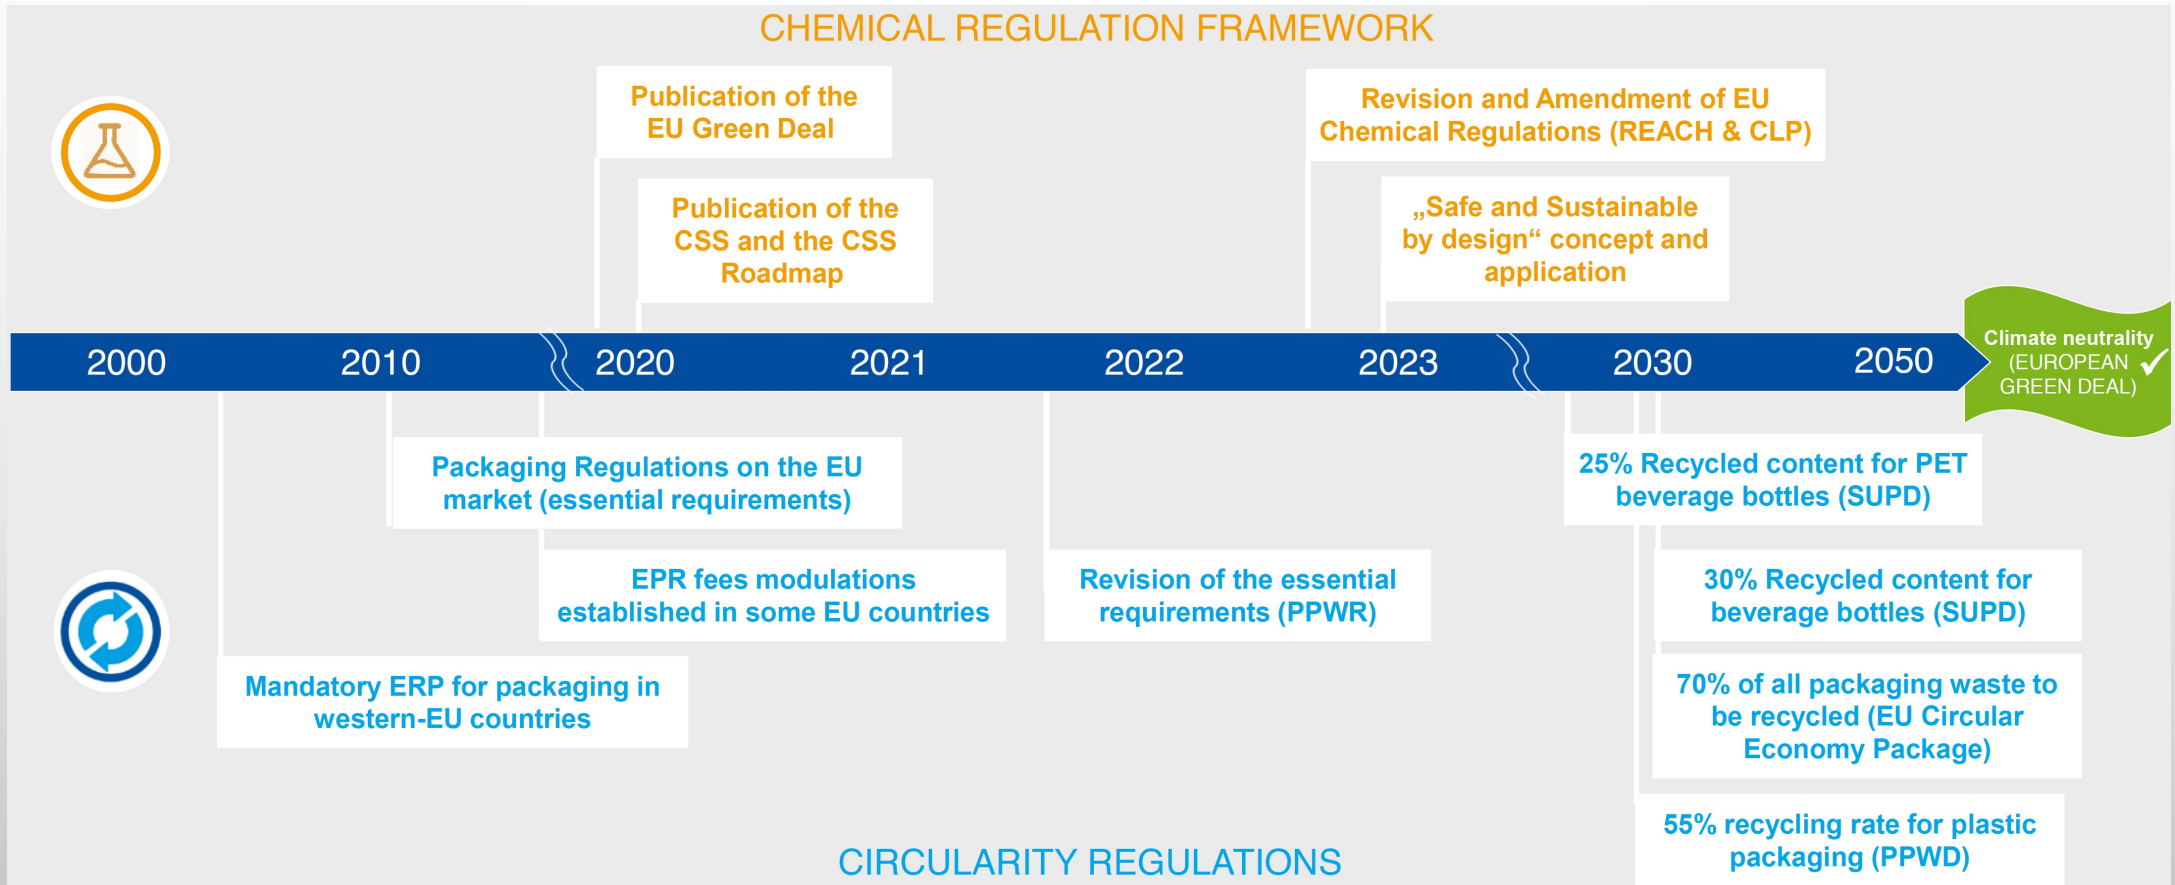 CHEMICAL REGULATION FRAMEWORK
Publication of the
EU Green Deal
Publication of the
CSS and the CSS
Roadmap
Revision and Amendment of EU
Chemical Regulations (REACH & CLP)
„Safe and Sustainable
by design“ concept and
application
2000
2010
2020
2021
2022
2023
2030
2050
Climate neutrality
(EUROPEAN
GREEN DEAL)
Packaging Regulations on the EU
market (essential requirements)
EPR fees modulations
established in some EU countries
Mandatory ERP for packaging in
western-EU countries
Revision of the essential
requirements (PPWR)
25% Recycled content for PET
beverage bottles (SUPD)
30% Recycled content for
beverage bottles (SUPD)
70% of all packaging waste to
be recycled (EU Circular
Economy Package)
55% recycling rate for plastic
packaging (PPWD)
CIRCULARITY REGULATIONS